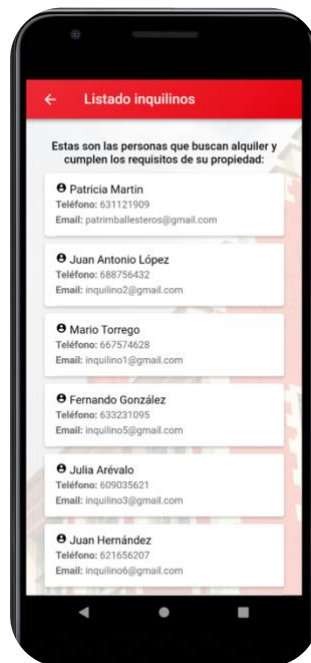 Listado inquilinos
Estas son las personas que buscan alquiler y
cumplen los requisitos de su propiedad:
Patricia Martin
Teléfono: 631121909
Email: patrimballesteros@gmail.com
Juan Antonio López
Teléfono: 688756432
Email: inquilino2@gmail.com
Mario Torrego
Teléfono: 667574628
Email: inquilino1@gmail.com
Fernando González
Teléfono: 633231095
Email: inquilino5@gmail.com
Julia Arévalo
Teléfono: 609035621
Email: inquilino3@gmail.com
Juan Hernández
Teléfono: 621656207
Email: inquilino6@gmail.com